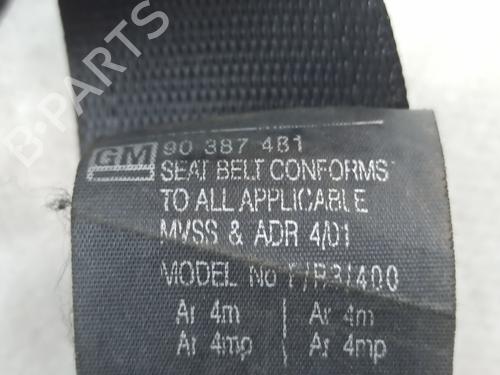 B-PARTS
GM 90 387 481
SEAT BELT CONFORMS
TO ALL APPLICABLE
MVSS & ADR 4/01
MODEL No
Ar 4m Ar 4m
Ar 4mp Ar 4mp